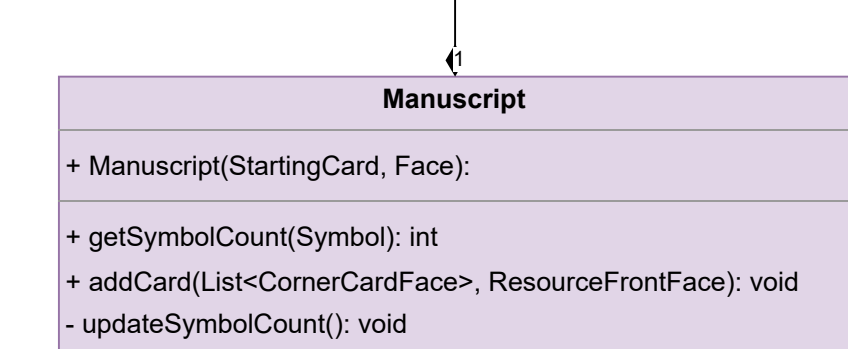 1
Manuscript
+ Manuscript(StartingCard, Face):
+ getSymbolCount(Symbol): int
+ addCard(List<CornerCardFace>, ResourceFrontFace): void
- updateSymbolCount(): void